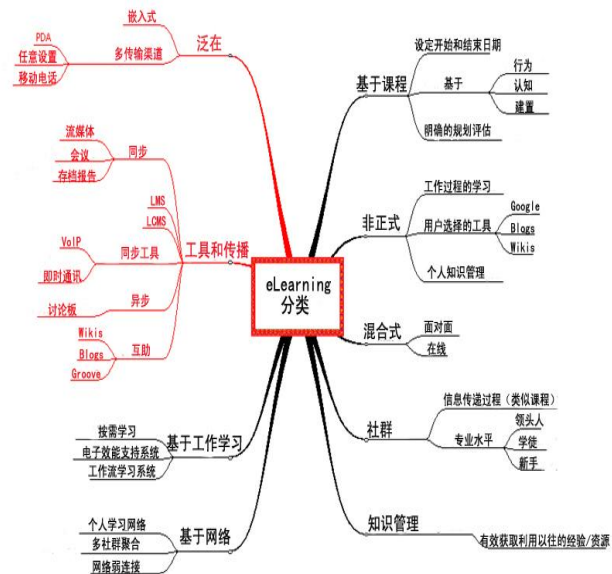 eLearning
分类
泛在
嵌入式
多传输渠道
PDA
任意设置
移动电话
工具和传播
同步
流媒体
会议
存档报告
LMS
LCMS
同步工具
VoIP
即时通讯
异步
讨论板
互助
Wikis
Blogs
Groove
基于工作学习
按需学习
电子效能支持系统
工作流学习系统
基于网络
个人学习网络
多社群聚合
网络弱连接
基于课程
设定开始和结束日期
基于
行为
认知
建置
明确的规划评估
非正式
工作过程的学习
用户选择的工具
Google
Blogs
Wikis
个人知识管理
混合式
面对面
在线
社群
信息传递过程（类似课程）
专业水平
领头人
学徒
新手
知识管理
有效获取利用以往的经验/资源